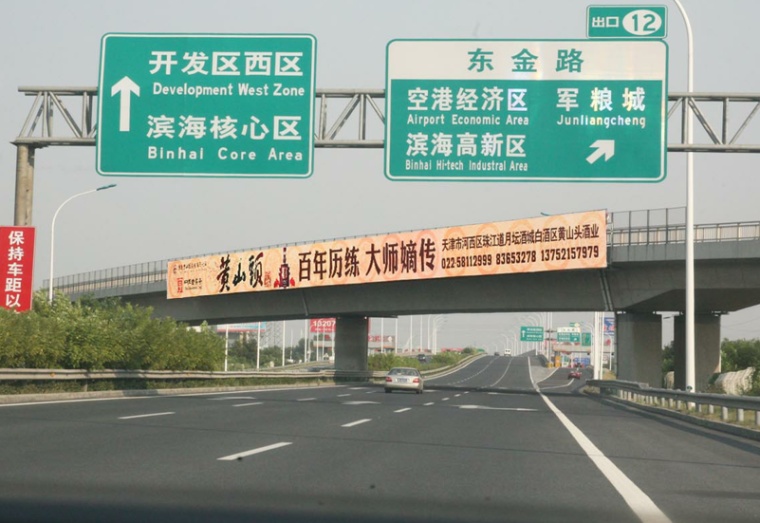 开发区西区
Development West Zone
滨海核心区
Binhai Core Area
出口 12
东金路
空港经济区
Airport Economic Area
滨海高新区
Binhai Hi-tech Industral Area
军粮城
Junliangcheng
保持车距以
黄山头
百年历练 大师嫡传
天津市河西区珠江道月坛酒城白酒区黄山头酒业
022-58112999 83653278 13752157979